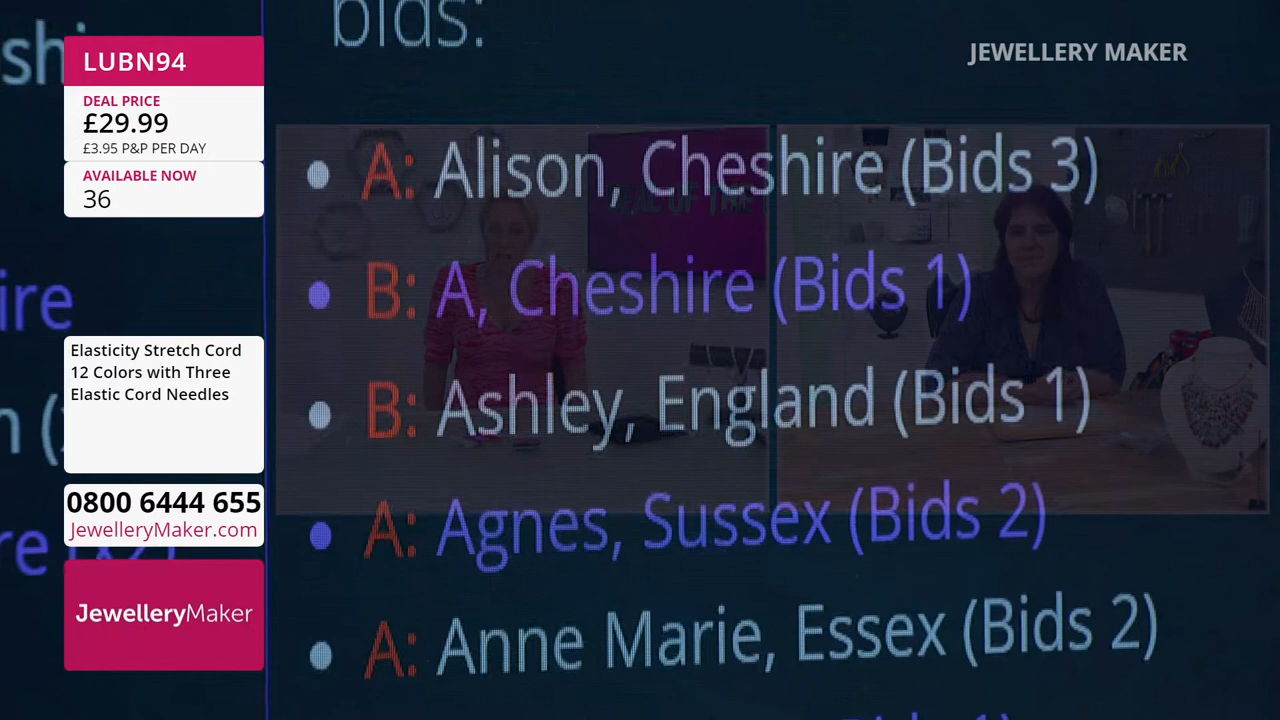 bids:
JEWELLERY MAKER
LUBN94
DEAL PRICE
£29.99
£3.95 P&P PER DAY
AVAILABLE NOW
36
Elasticity Stretch Cord
12 Colors with Three
Elastic Cord Needles
0800 6444 655
JewelleryMaker.com
JewelleryMaker
• A: Alison, Cheshire (Bids 3)
• B: A, Cheshire (Bids 1)
• B: Ashley, England (Bids 1)
• A: Agnes, Sussex (Bids 2)
• A: Anne Marie, Essex (Bids 2)